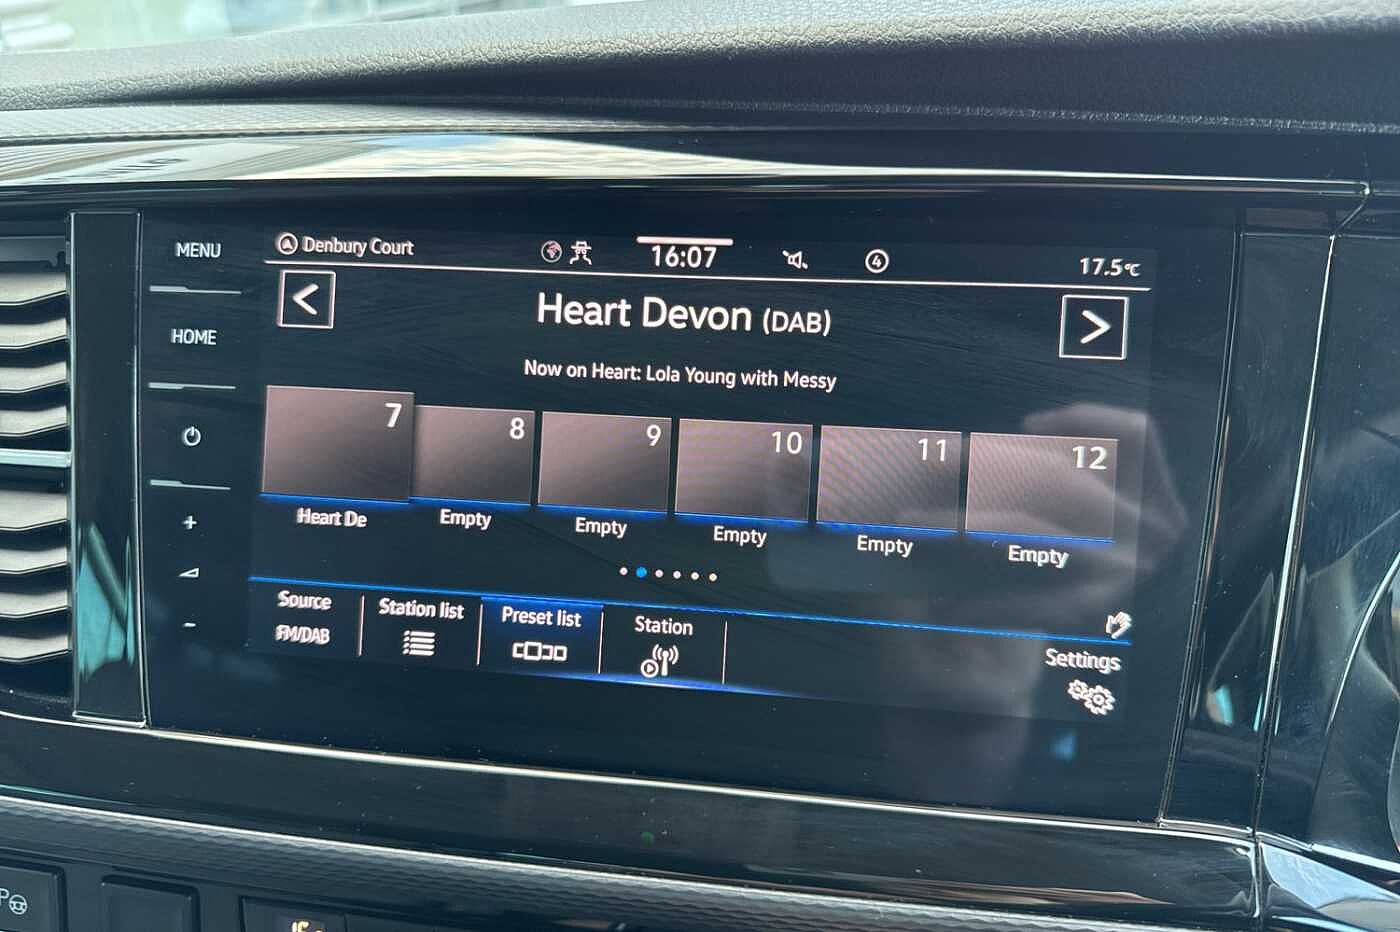 MENU
HOME
Denbury Court
16:07
4
17.5°C
Heart Devon (DAB)
Now on Heart: Lola Young with Messy
7
8
9
10
11
12
Heart De
Empty
Empty
Empty
Empty
Empty
Source
FM/DAB
Station list
Preset list
Station
Settings
P